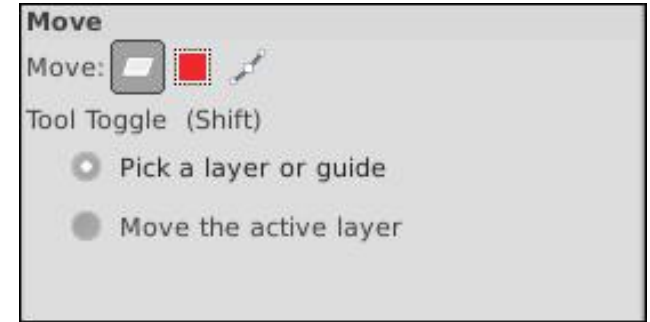 Move
Move:
Tool Toggle (Shift)
Pick a layer or guide
Move the active layer